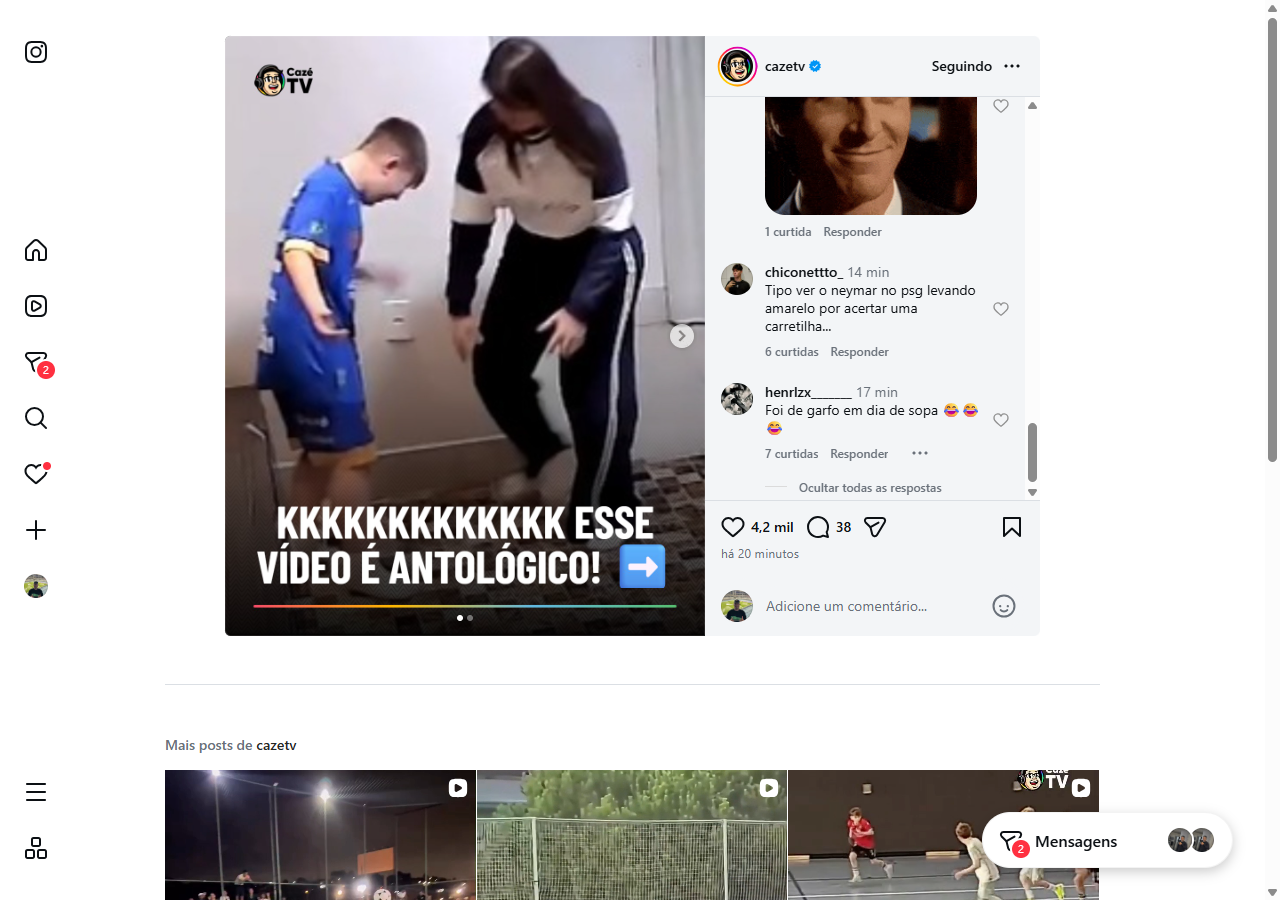 Cazé
TV
KKKKKKKKKKKKK ESSE
VÍDEO É ANTOLÓGICO! ➡️
cazetv
Seguindo
1 curtida Responder
chiconettto_ 14 min
Tipo ver o neymar no psg levando
amarelo por acertar uma
carretilha...
6 curtidas Responder
henrlzx_______ 17 min
Foi de garfo em dia de sopa 😂😂
😂
7 curtidas Responder
Ocultar todas as respostas
4,2 mil 38
há 20 minutos
Adicione um comentário...
2
Mais posts de cazetv
Cazé
TV
2
Mensagens